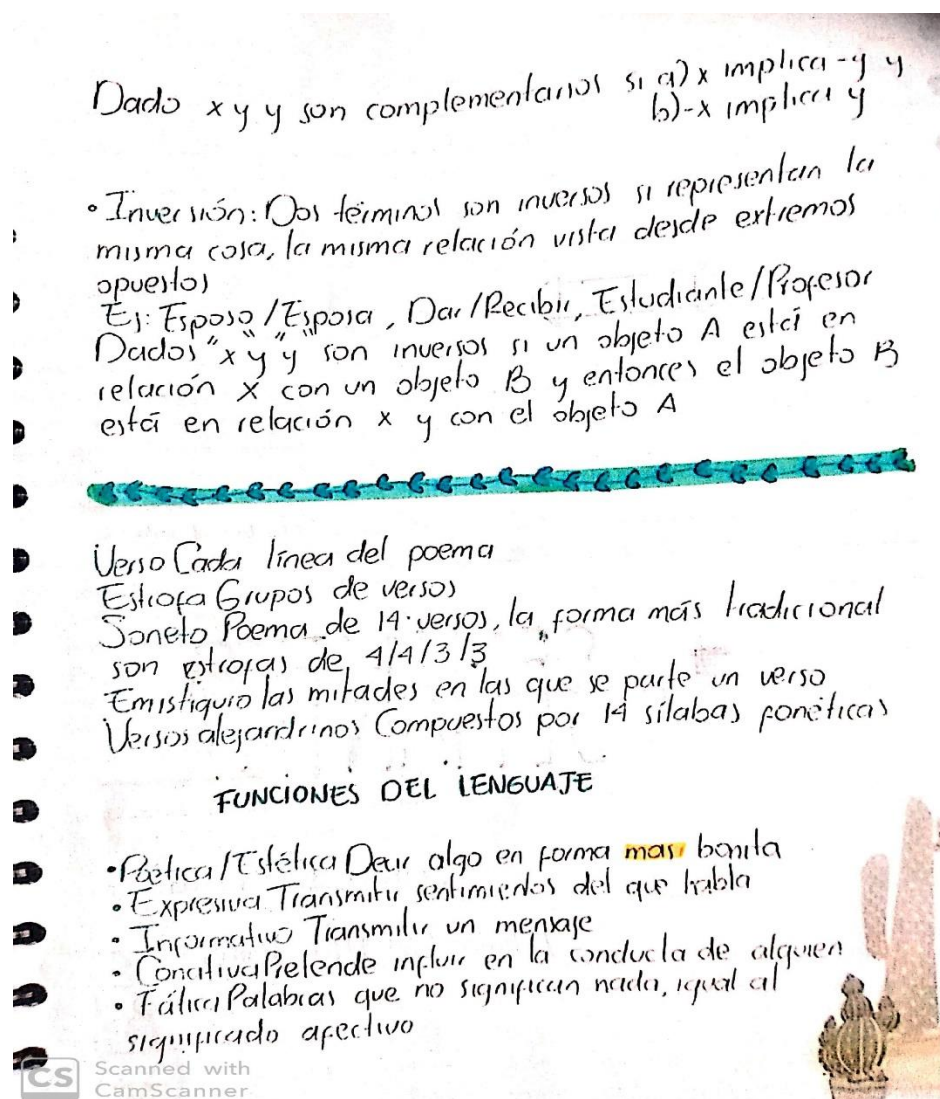 Dado x y y son complementarios si a) x implica -y y
b) -x implica y
• Inversión: Dos términos son inversos si representan la
misma cosa, la misma relación vista desde extremos
opuestos
Ej: Esposo/Esposa, Dar/Recibir, Estudiante/Profesor
Dados "x" y "y" son inversos si un objeto A está en
relación x con un objeto B y entonces el objeto B
está en relación x y con el objeto A
Verso Cada línea del poema
Estrofa Grupos de versos
Soneto Poema de 14 versos, la forma más tradicional
son estrofas de "4/4/3/3"
Emistiquio las mitades en las que se parte un verso
Versos alejandrinos Compuestos por 14 sílabas fonéticas
FUNCIONES DEL LENGUAJE
• Poética/Estética Decir algo en forma mas bonita
• Expresiva Transmitir sentimientos del que habla
• Informativo Transmitir un mensaje
• Conativa Pretende influir en la conducta de alguien
• Fática Palabras que no significan nada, igual al
significado afectivo
CS Scanned with
CamScanner